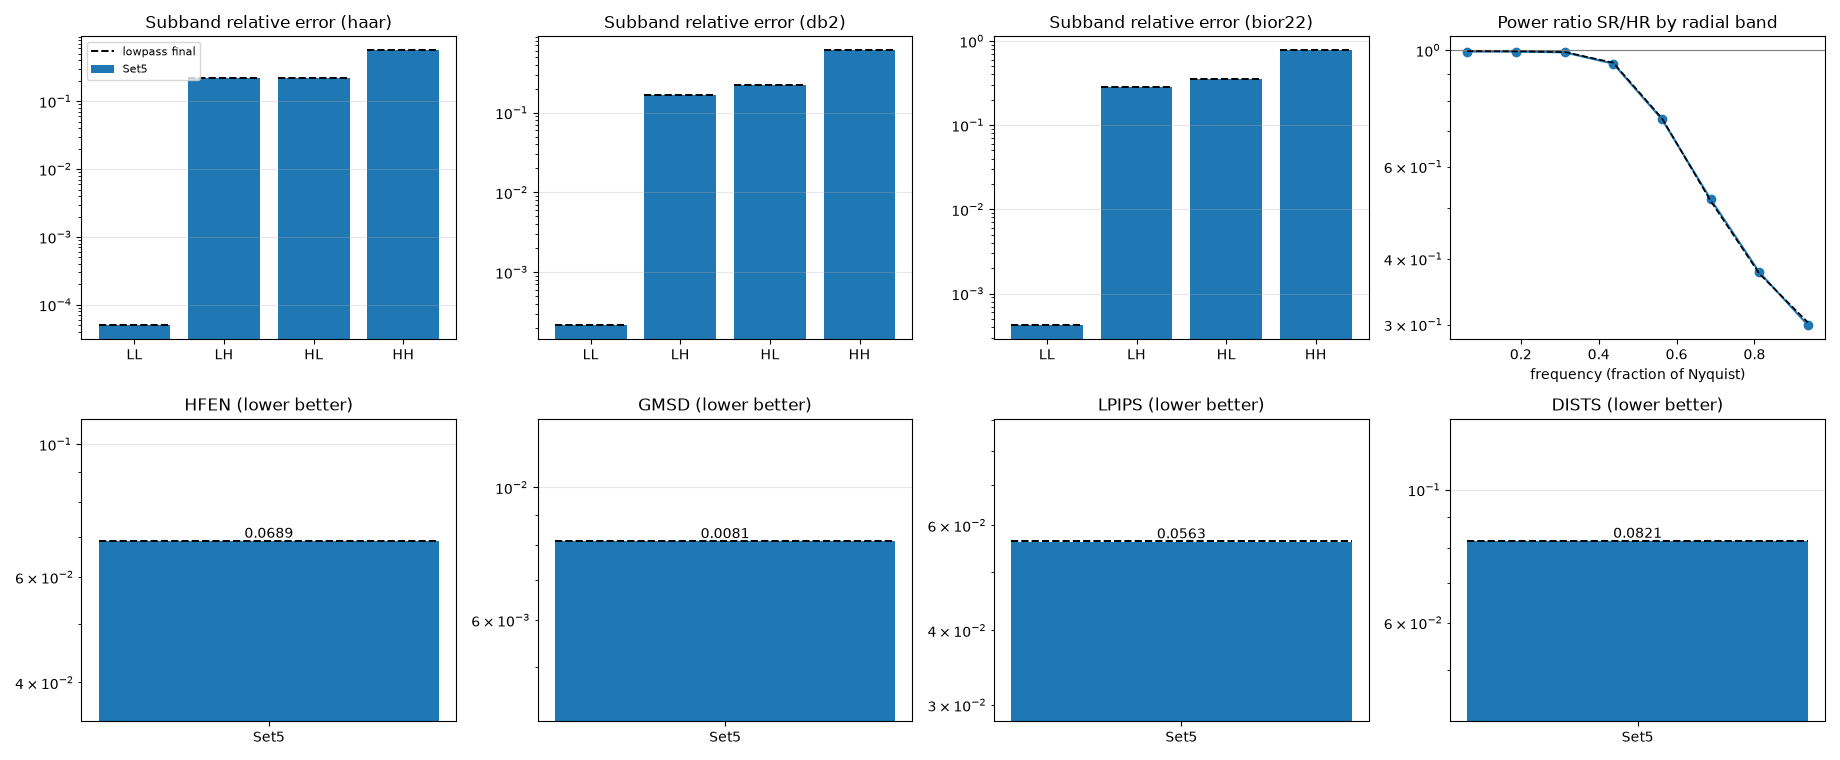 Subband relative error (haar)
10⁻¹
10⁻²
10⁻³
10⁻⁴
lowpass final
Set5
LL LH HL HH
Subband relative error (db2)
10⁻¹
10⁻²
10⁻³
LL LH HL HH
Subband relative error (bior22)
10⁰
10⁻¹
10⁻²
10⁻³
LL LH HL HH
Power ratio SR/HR by radial band
10⁰
6 × 10⁻¹
4 × 10⁻¹
3 × 10⁻¹
0.2 0.4 0.6 0.8
frequency (fraction of Nyquist)
HFEN (lower better)
10⁻¹
6 × 10⁻²
4 × 10⁻²
0.0689
Set5
GMSD (lower better)
10⁻²
6 × 10⁻³
0.0081
Set5
LPIPS (lower better)
6 × 10⁻²
4 × 10⁻²
3 × 10⁻²
0.0563
Set5
DISTS (lower better)
10⁻¹
6 × 10⁻²
0.0821
Set5